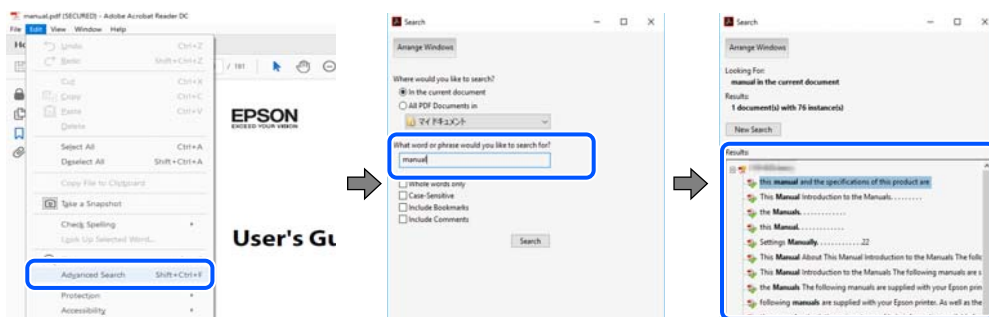 manual.pdf (SECURED) - Adobe Acrobat Reader DC
File Edit View Window Help
Undo Ctrl+Z
Redo Shift+Ctrl+Z
Cut Ctrl+X
Copy Ctrl+C
Paste Ctrl+V
Delete
Select All Ctrl+A
Deselect All Shift+Ctrl+A
Copy File to Clipboard
Take a Snapshot
Check Spelling
Look Up Selected Word...
Advanced Search Shift+Ctrl+F
Protection
Accessibility
/ 191
EPSON
EXCEED YOUR VISION
User's Gu
Search
Arrange Windows
Where would you like to search?
In the current document
All PDF Documents in
マイ ドキュメント
What word or phrase would you like to search for?
manual
Whole words only
Case-Sensitive
Include Bookmarks
Include Comments
Search
Search
Arrange Windows
Looking For:
manual in the current document
Results:
1 document(s) with 76 instance(s)
New Search
Results:
this manual and the specifications of this product are
This Manual Introduction to the Manuals. . . . . . . . .
the Manuals. . . . . . . . . . . . .
this Manual. . . . . . . . . . . . .
Settings Manually. . . . . . . . . . . . .22
This Manual About This Manual Introduction to the Manuals The follo
This Manual Introduction to the Manuals The following manuals are s
the Manuals The following manuals are supplied with your Epson prin
following manuals are supplied with your Epson printer. As well as the